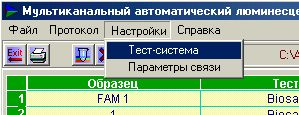 Мультиканальный автоматический люминесц
Файл Протокол Настройки Справка
Тест-система
Exit C:\A
Параметры связи
Образец Тест
1 FAM 1 Biosa
2 1 Biosa